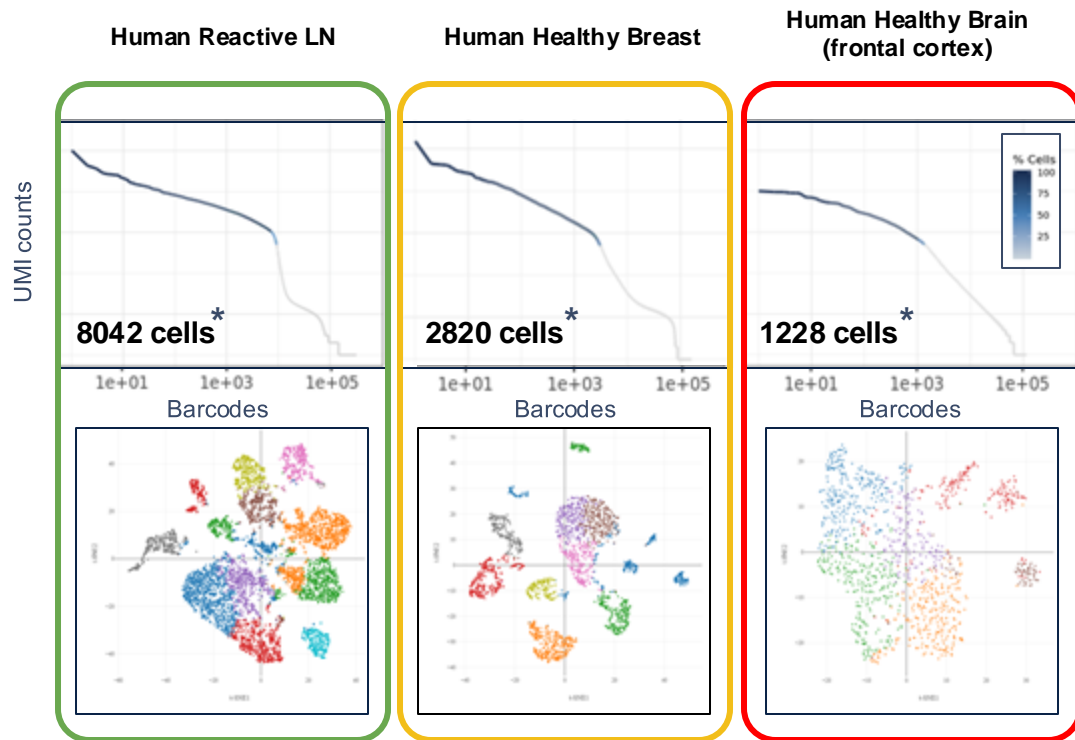 Human Reactive LN
Human Healthy Breast
Human Healthy Brain
(frontal cortex)
UMI counts
% Cells
100
75
50
25
8042 cells*
2820 cells*
1228 cells*
1e+01 1e+03 1e+05
1e+01 1e+03 1e+05
1e+01 1e+03 1e+05
Barcodes
Barcodes
Barcodes